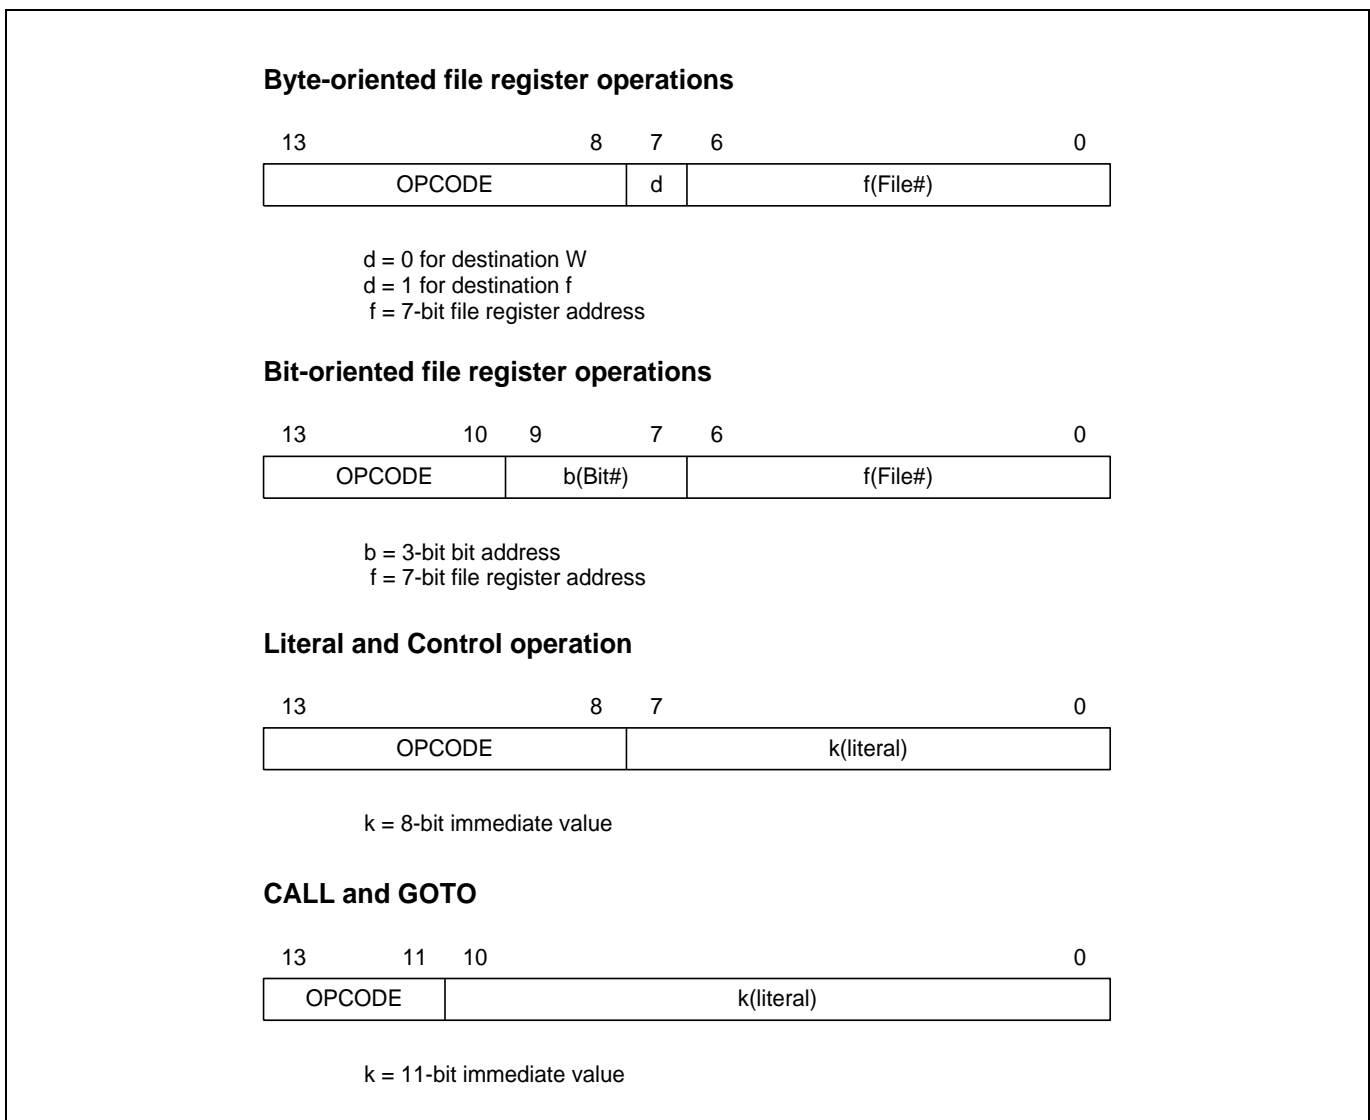 Byte-oriented file register operations
13 8 7 6 0
OPCODE d f(File#)
d = 0 for destination W
d = 1 for destination f
f = 7-bit file register address
Bit-oriented file register operations
13 10 9 7 6 0
OPCODE b(Bit#) f(File#)
b = 3-bit bit address
f = 7-bit file register address
Literal and Control operation
13 8 7 0
OPCODE k(literal)
k = 8-bit immediate value
CALL and GOTO
13 11 10 0
OPCODE k(literal)
k = 11-bit immediate value